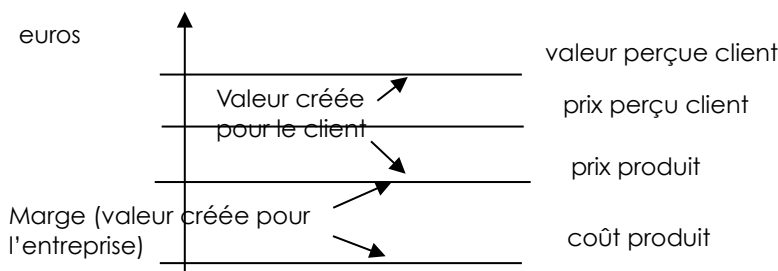 euros
valeur perçue client
Valeur créée
pour le client
prix perçu client
prix produit
Marge (valeur créée pour
l'entreprise)
coût produit